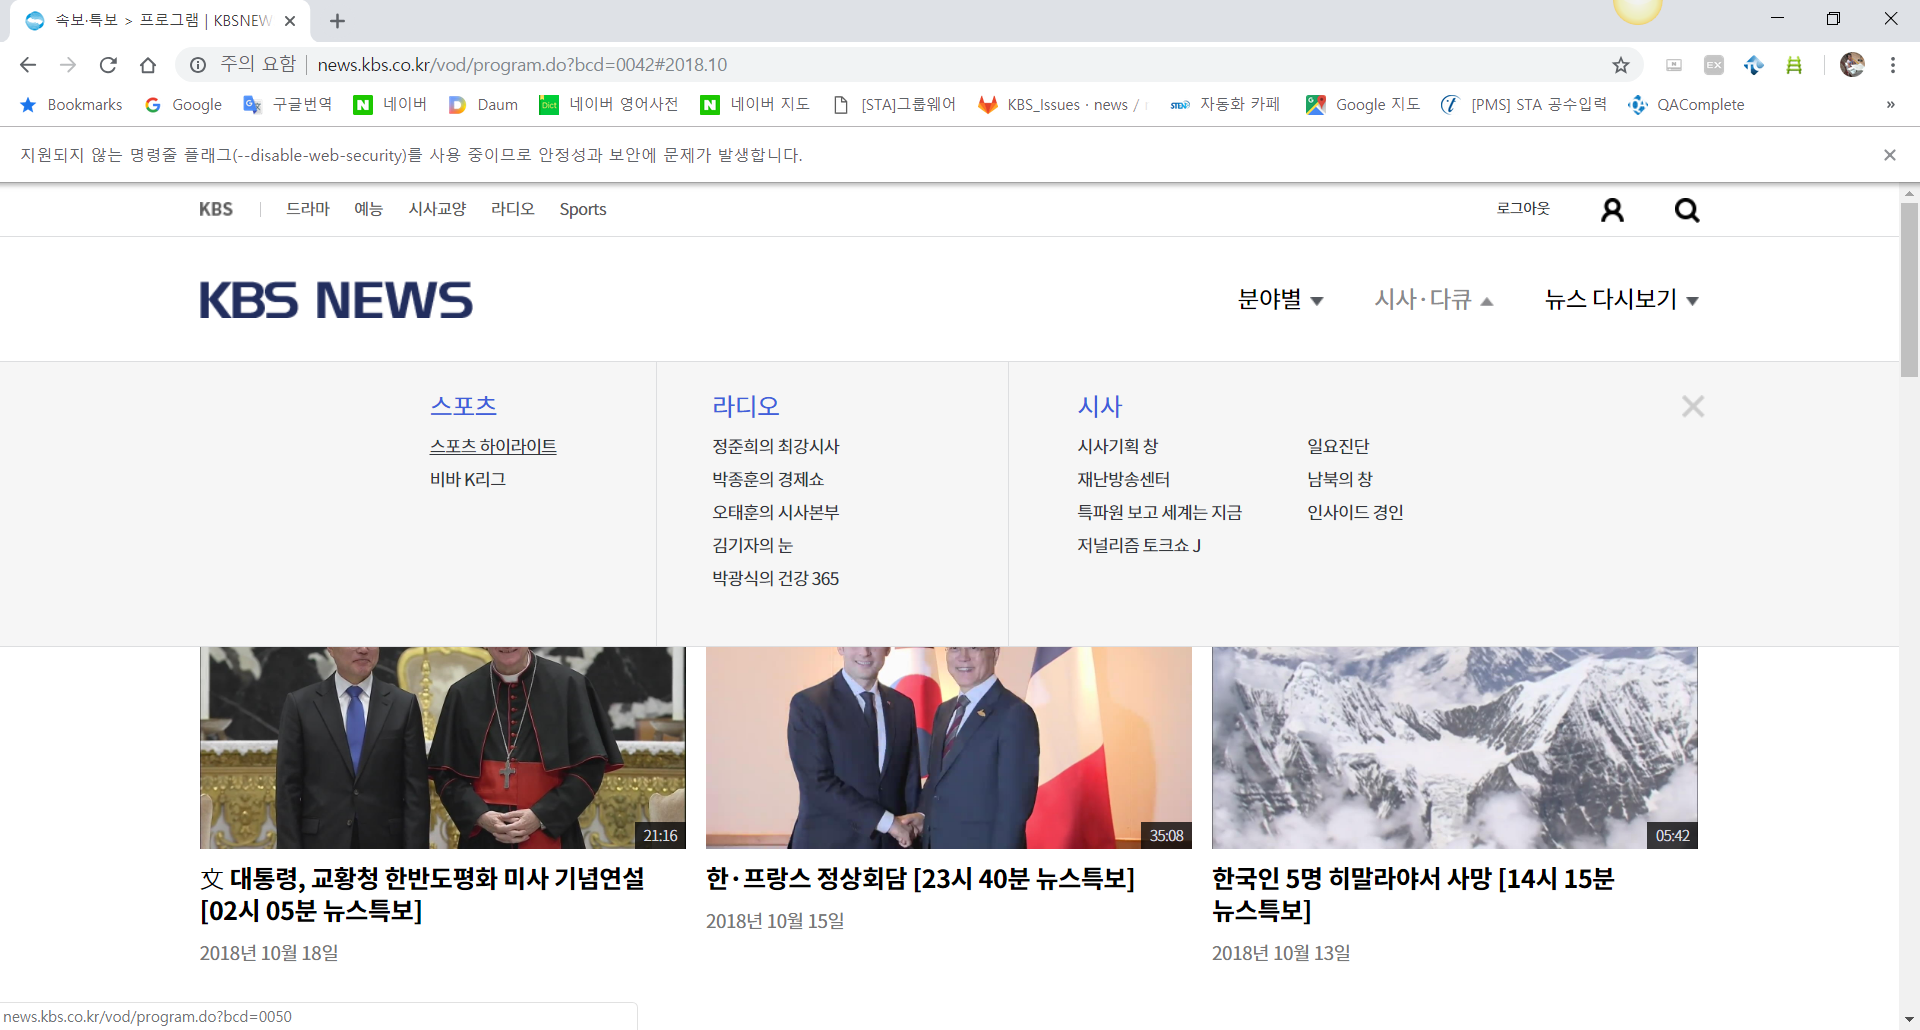 속보·특보 > 프로그램 | KBSNEW
주의 요함 | news.kbs.co.kr/vod/program.do?bcd=0042#2018.10
EX
Bookmarks Google 구글번역 네이버 Daum 네이버 영어사전 네이버 지도 [STA]그룹웨어 KBS_Issues · news / 자동화 카페 Google 지도 [PMS] STA 공수입력 QAComplete »
지원되지 않는 명령줄 플래그(--disable-web-security)를 사용 중이므로 안정성과 보안에 문제가 발생합니다.
KBS | 드라마 예능 시사교양 라디오 Sports 로그아웃
KBS NEWS
분야별 시사·다큐 뉴스 다시보기
스포츠
스포츠 하이라이트
비바 K리그
라디오
정준희의 최강시사
박종훈의 경제쇼
오태훈의 시사본부
김기자의 눈
박광식의 건강 365
시사
시사기획 창
재난방송센터
특파원 보고 세계는 지금
저널리즘 토크쇼 J
일요진단
남북의 창
인사이드 경인
21:16
文 대통령, 교황청 한반도평화 미사 기념연설
[02시 05분 뉴스특보]
2018년 10월 18일
35:08
한·프랑스 정상회담 [23시 40분 뉴스특보]
2018년 10월 15일
05:42
한국인 5명 히말라야서 사망 [14시 15분
뉴스특보]
2018년 10월 13일
news.kbs.co.kr/vod/program.do?bcd=0050